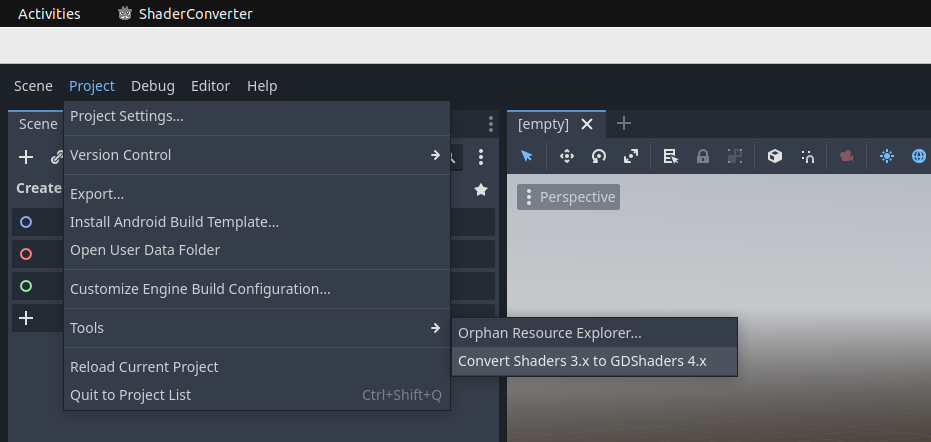 Activities ShaderConverter
Scene Project Debug Editor Help
Scene
[empty]
Project Settings...
Version Control
Create
Export...
Perspective
Install Android Build Template...
Open User Data Folder
Customize Engine Build Configuration...
Tools
Orphan Resource Explorer...
Convert Shaders 3.x to GDShaders 4.x
Reload Current Project
Quit to Project List Ctrl+Shift+Q